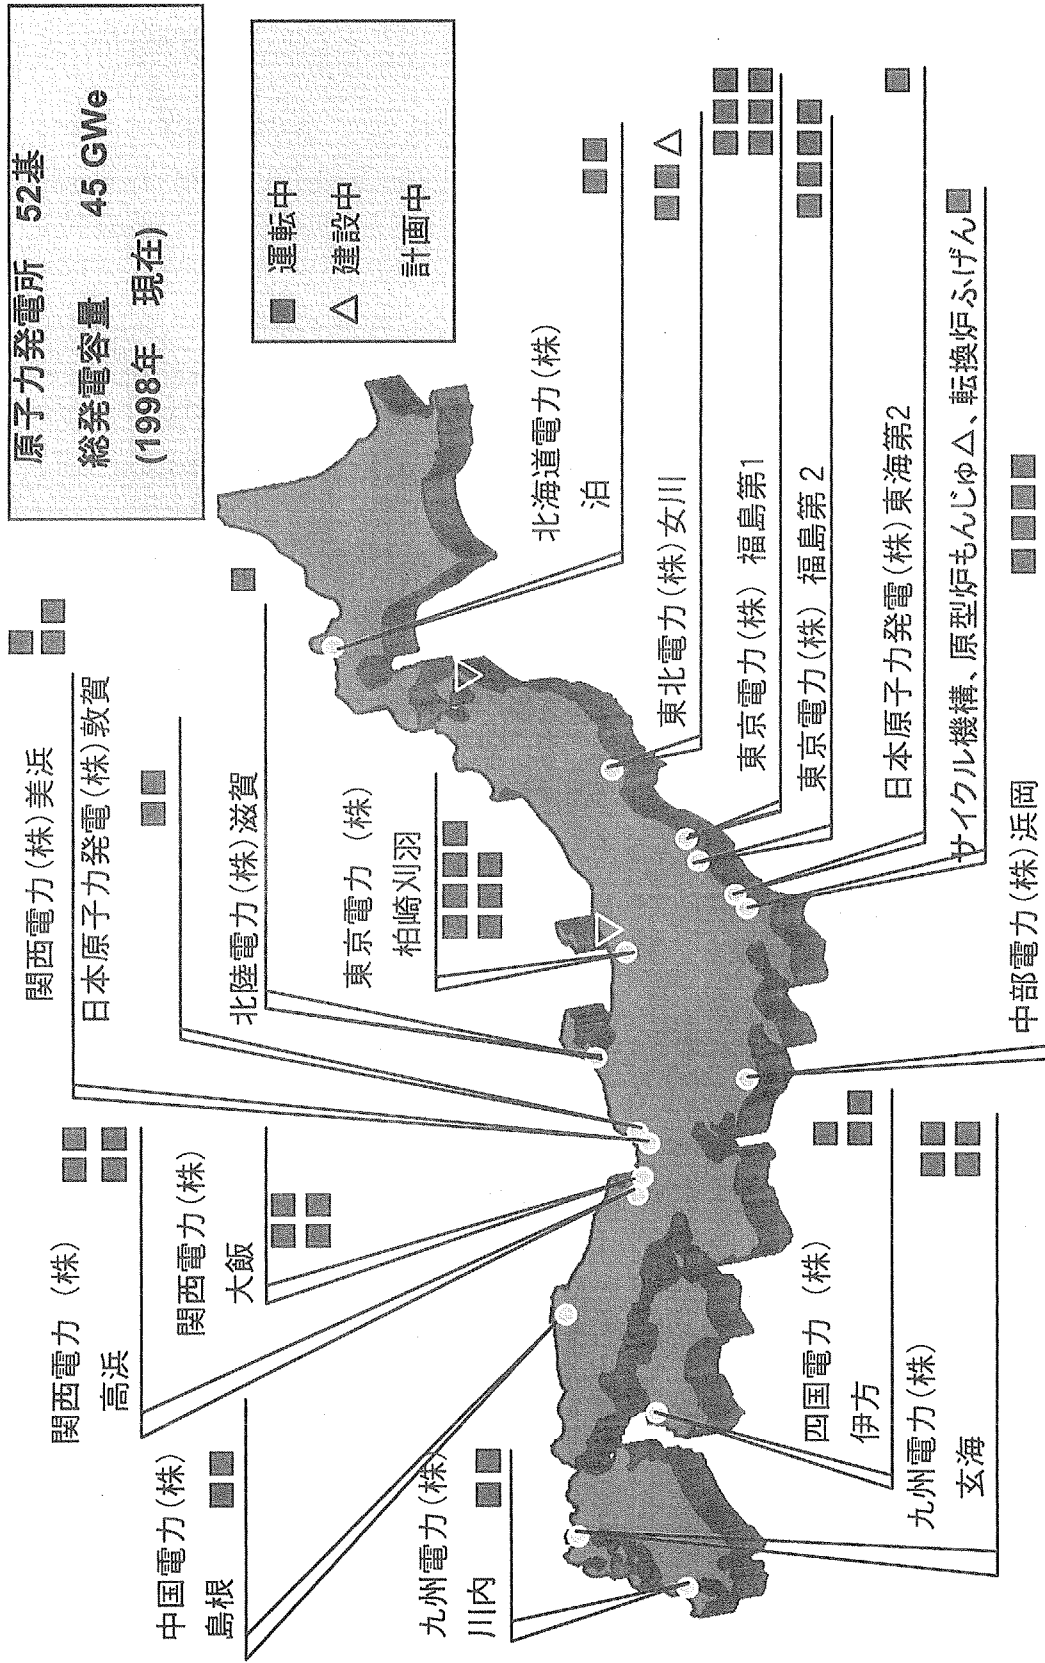 原子力発電所 52基
総発電容量 45 GWe
(1998年 現在)
■ 運転中
△ 建設中
計画中
関西電力(株)美浜
日本原子力発電(株)敦賀
北陸電力(株)滋賀
東京電力 (株)
柏崎刈羽
関西電力 (株)
高浜
関西電力(株)
大飯
中国電力(株)
島根
九州電力(株)
川内
北海道電力(株)
泊
東北電力(株)女川
△
東京電力(株) 福島第1
東京電力(株) 福島第2
日本原子力発電(株)東海第2
サイクル機構、原型炉もんじゅ△、転換炉ふげん■
中部電力(株)浜岡
四国電力 (株)
伊方
九州電力(株)
玄海